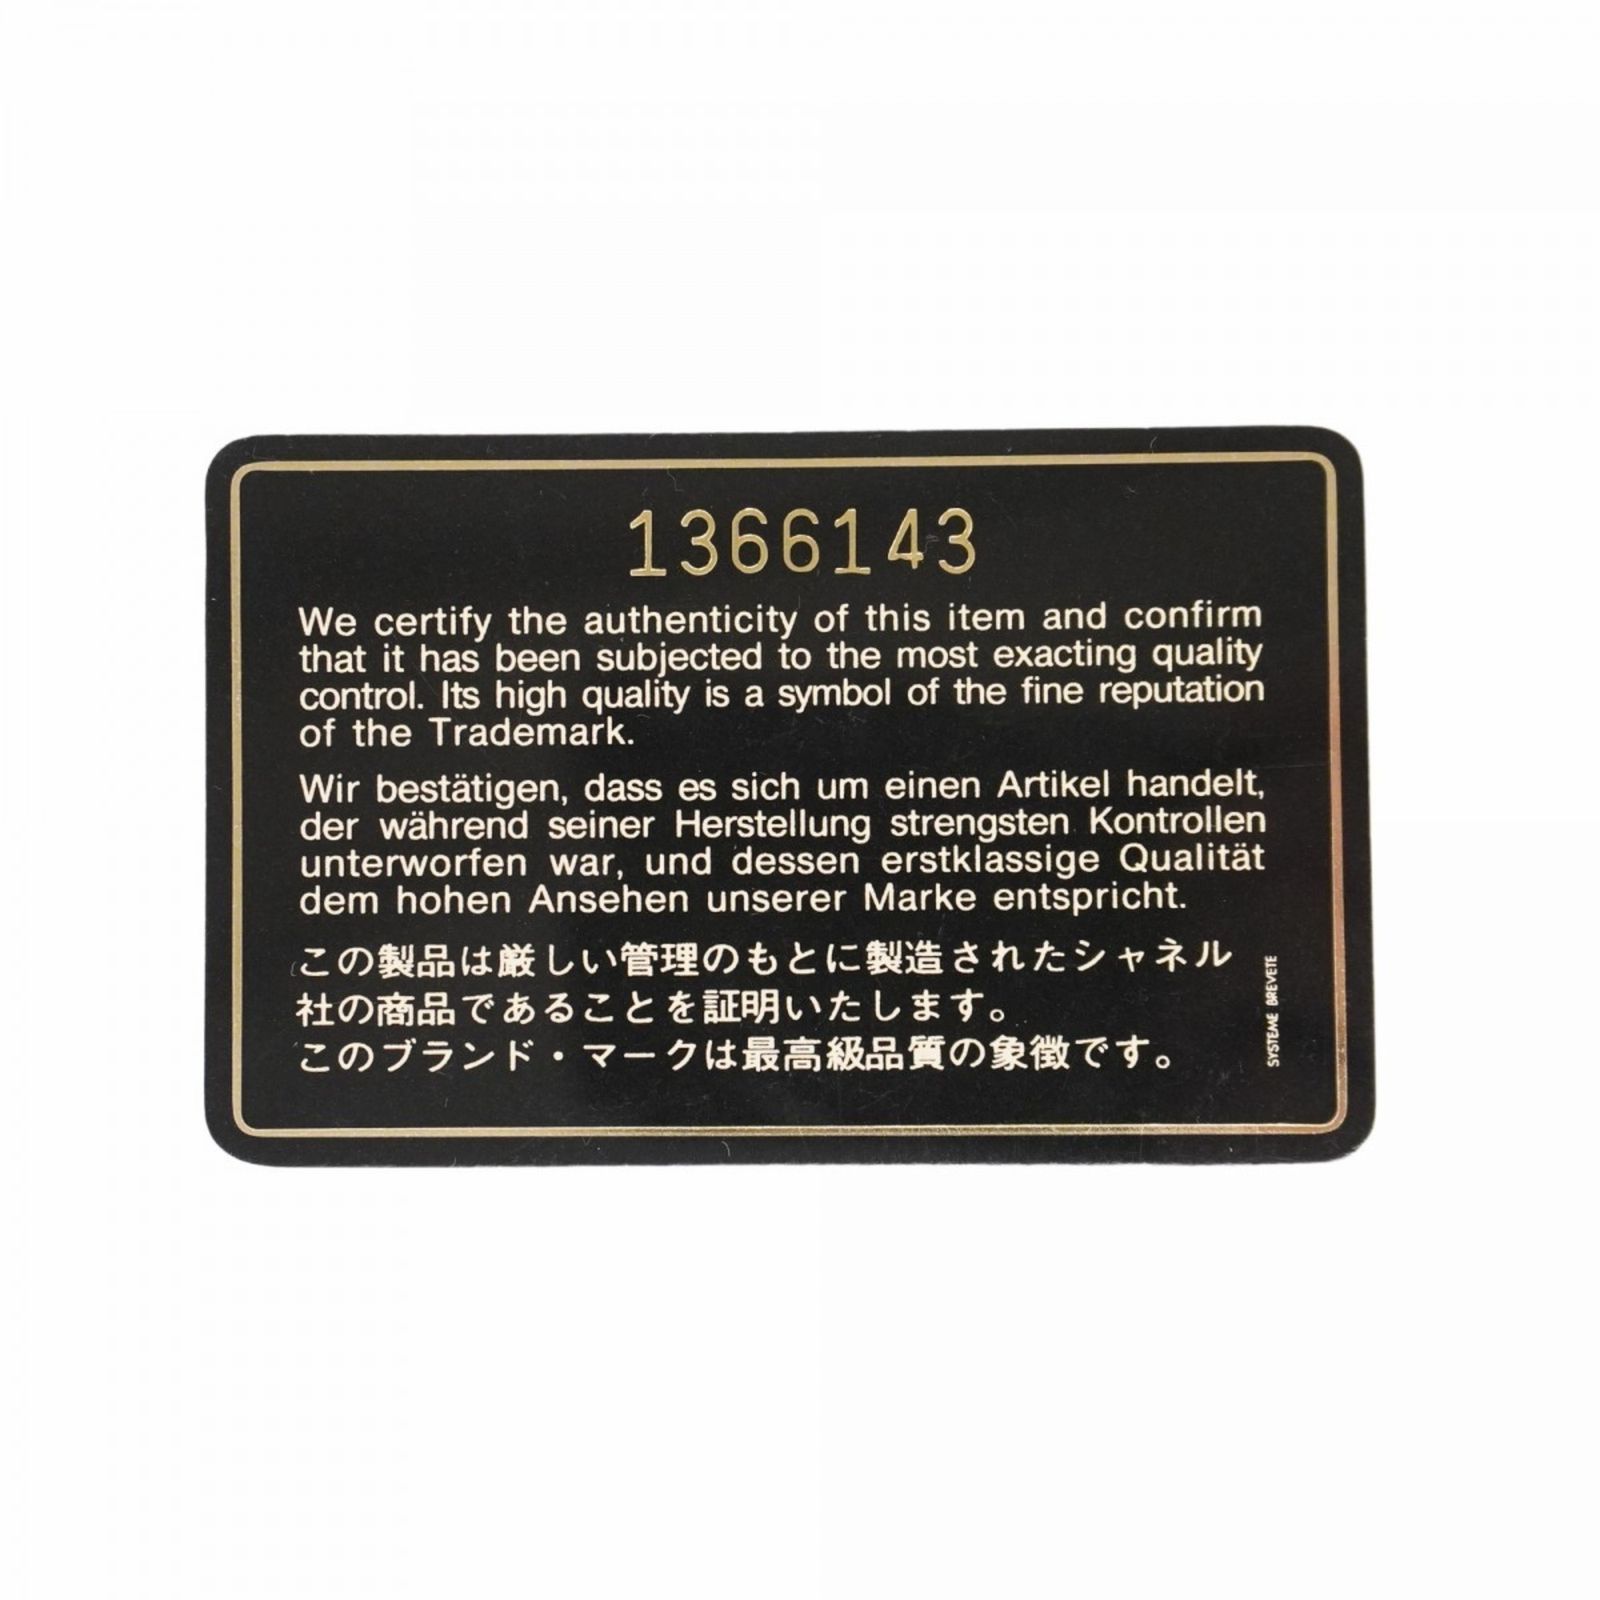 1366143
We certify the authenticity of this item and confirm
that it has been subjected to the most exacting quality
control. Its high quality is a symbol of the fine reputation
of the Trademark.
Wir bestätigen, dass es sich um einen Artikel handelt,
der während seiner Herstellung strengsten Kontrollen
unterworfen war, und dessen erstklassige Qualität
dem hohen Ansehen unserer Marke entspricht.
この製品は厳しい管理のもとに製造されたシャネル
社の商品であることを証明いたします。
このブランド・マークは最高級品質の象徴です。
SYSTEME BREVETE